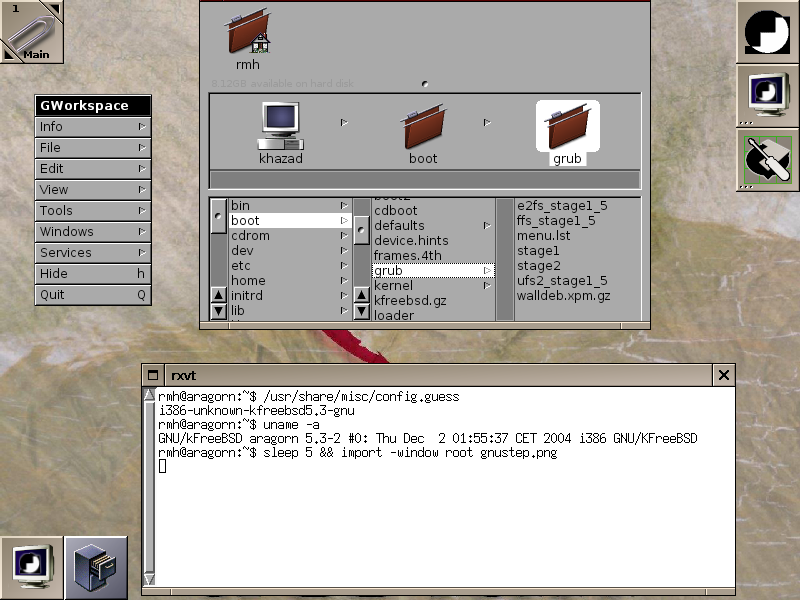 1
Main
rmh
9.12GB available on hard disk
khazad
boot
grub
GWorkspace
Info
File
Edit
View
Tools
Windows
Services
Hide h
Quit Q
bin
boot
cdrom
dev
etc
home
initrd
lib
boot2
cdboot
defaults
device.hints
frames.4th
grub
kernel
kfreebsd.gz
loader
e2fs_stage1_5
ffs_stage1_5
menu.lst
stage1
stage2
ufs2_stage1_5
walldeb.xpm.gz
rxvt
rmh@aragorn:~$ /usr/share/misc/config.guess
i386-unknown-kfreebsd5.3-gnu
rmh@aragorn:~$ uname -a
GNU/kFreeBSD aragorn 5.3-2 #0: Thu Dec  2 01:55:37 CET 2004 i386 GNU/KFreeBSD
rmh@aragorn:~$ sleep 5 && import -window root gnustep.png